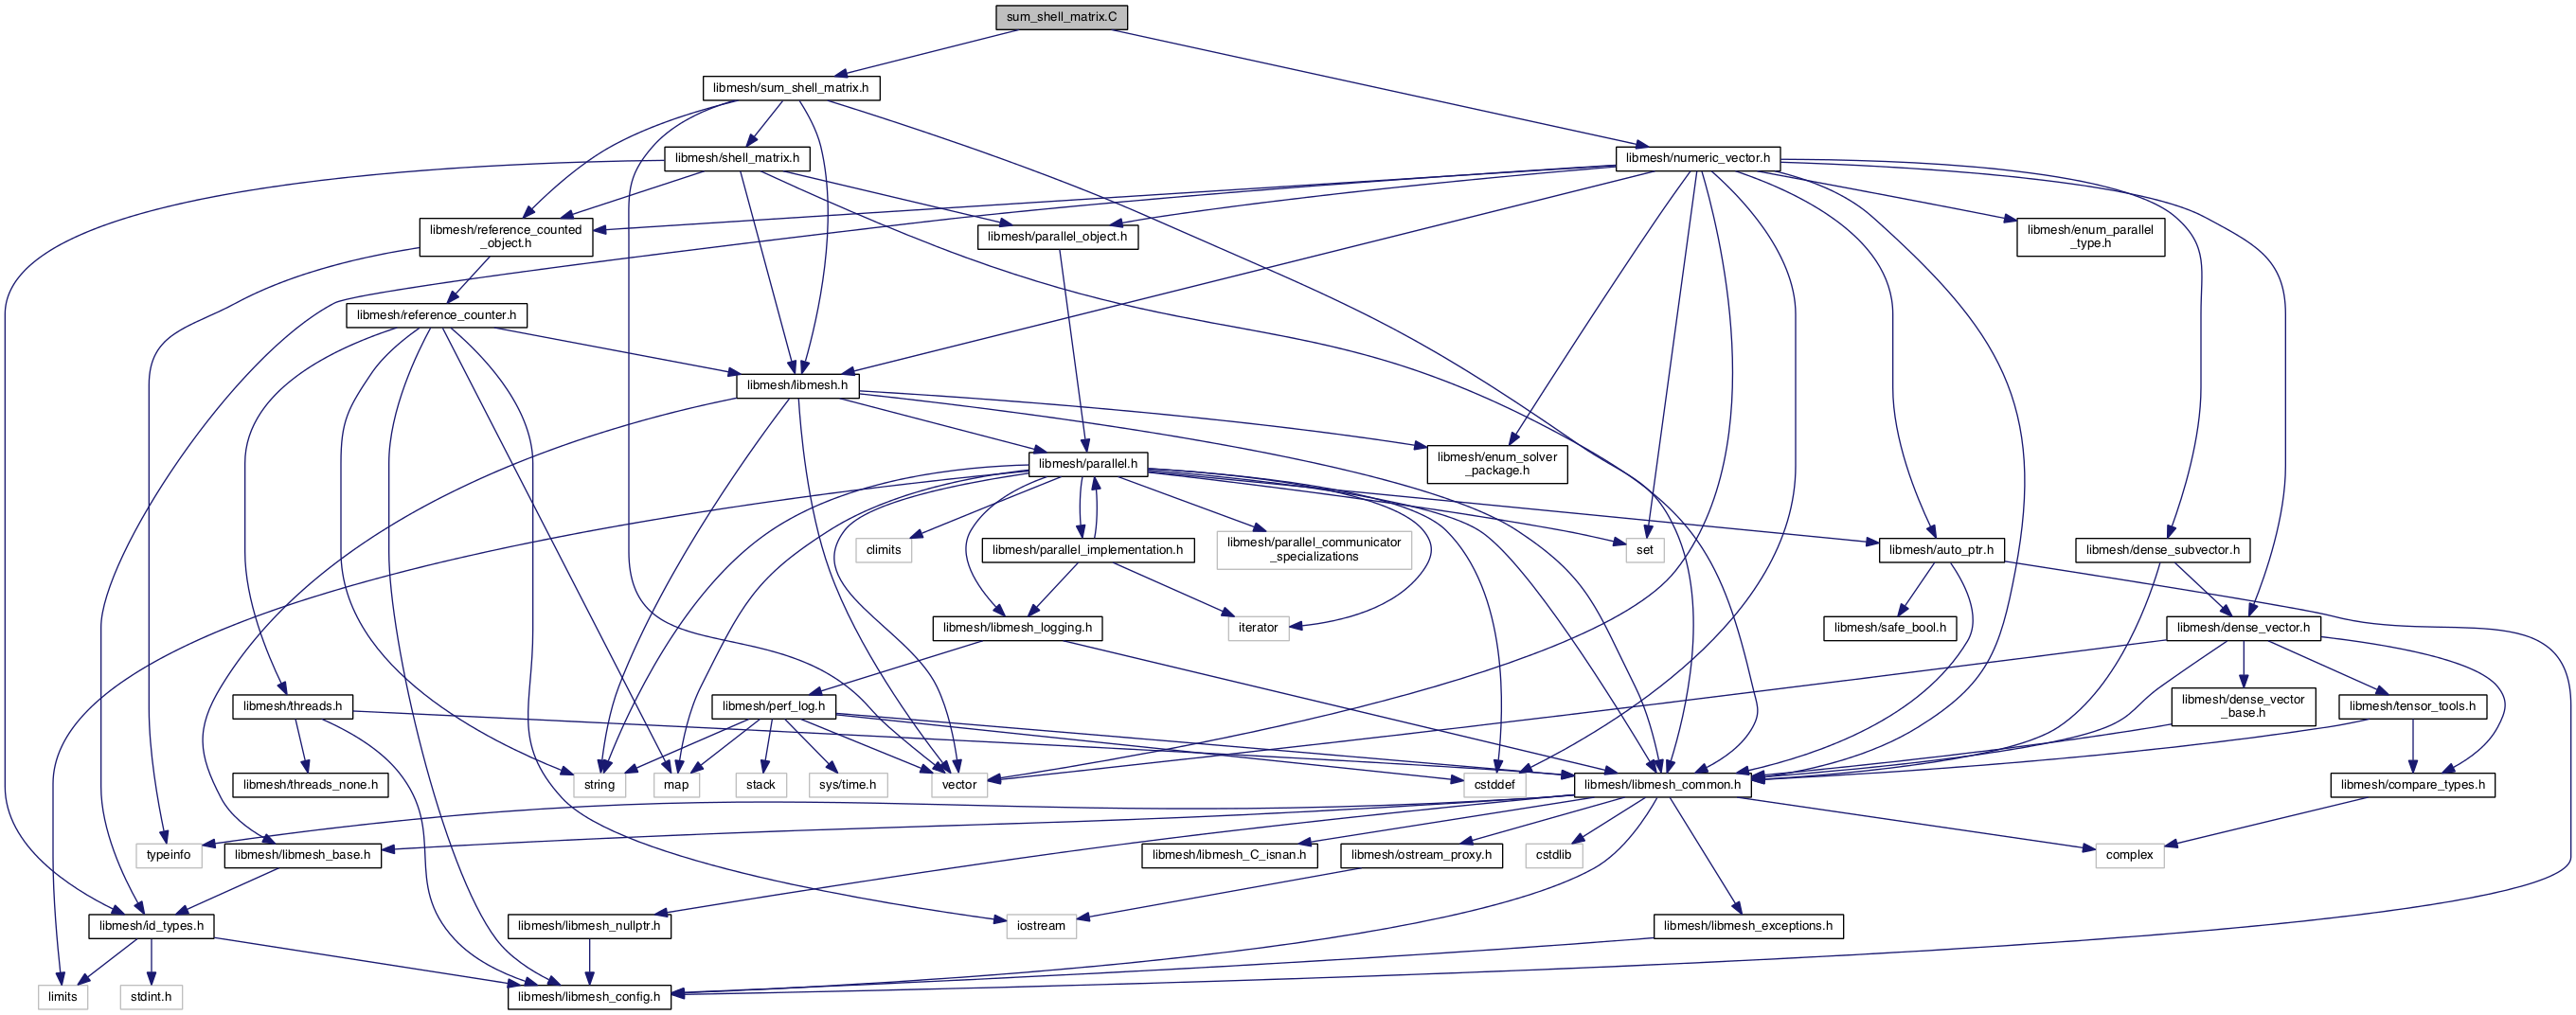 sum_shell_matrix.C
libmesh/sum_shell_matrix.h
libmesh/shell_matrix.h
libmesh/numeric_vector.h
libmesh/reference_counted
_object.h
libmesh/parallel_object.h
libmesh/enum_parallel
_type.h
libmesh/reference_counter.h
libmesh/libmesh.h
libmesh/parallel.h
libmesh/enum_solver
_package.h
climits
libmesh/parallel_implementation.h
libmesh/parallel_communicator
_specializations
set
libmesh/auto_ptr.h
libmesh/dense_subvector.h
libmesh/libmesh_logging.h
iterator
libmesh/safe_bool.h
libmesh/dense_vector.h
libmesh/threads.h
libmesh/perf_log.h
libmesh/dense_vector
_base.h
libmesh/tensor_tools.h
libmesh/threads_none.h
string
map
stack
sys/time.h
vector
cstddef
libmesh/libmesh_common.h
libmesh/compare_types.h
typeinfo
libmesh/libmesh_base.h
libmesh/libmesh_C_isnan.h
libmesh/ostream_proxy.h
cstdlib
complex
libmesh/id_types.h
libmesh/libmesh_nullptr.h
iostream
libmesh/libmesh_exceptions.h
limits
stdint.h
libmesh/libmesh_config.h